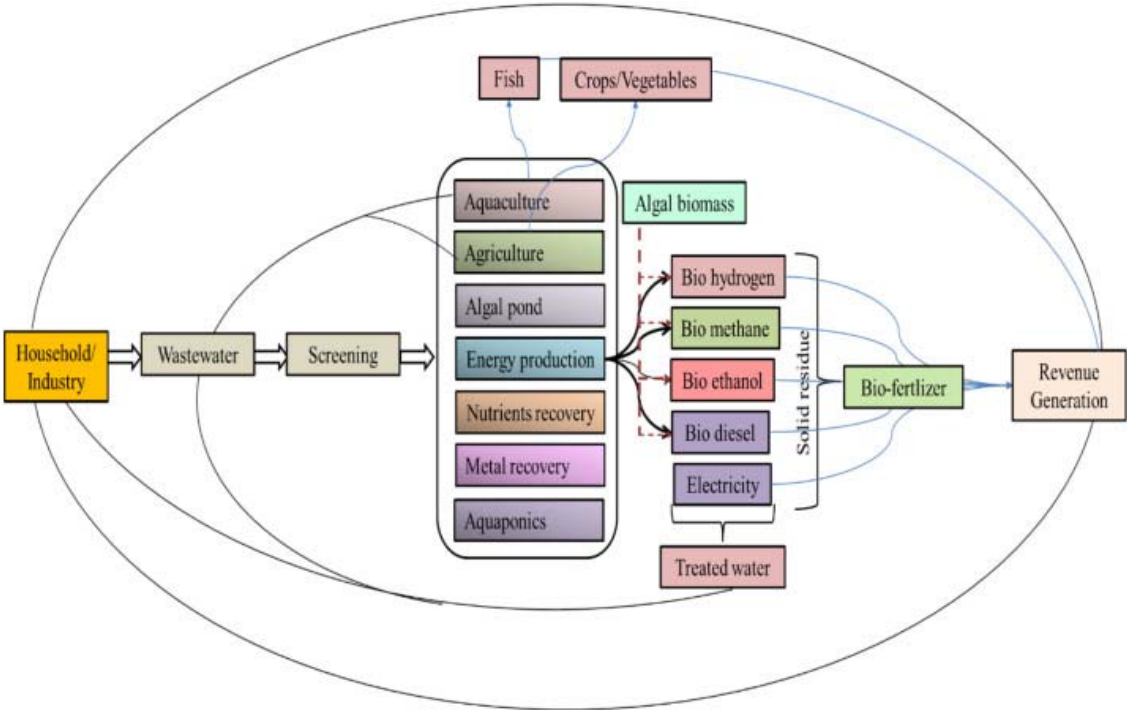 Fish
Crops/Vegetables
Aquaculture
Algal biomass
Agriculture
Bio hydrogen
Algal pond
Bio methane
Household/
Industry
Wastewater
Screening
Energy production
Bio ethanol
Solid residue
Bio-fertlizer
Revenue
Generation
Nutrients recovery
Bio diesel
Metal recovery
Electricity
Aquaponics
Treated water